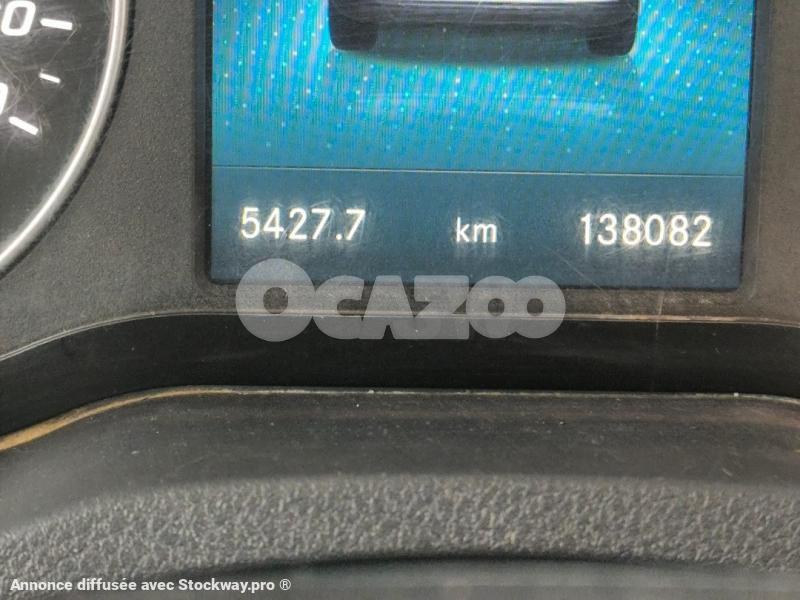 5427.7 km 138082
OCAZOO
Annonce diffusée avec Stockway.pro ®